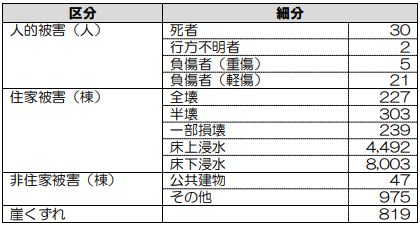 区分 細分
人的被害（人） 死者 30
行方不明者 2
負傷者（重傷） 5
負傷者（軽傷） 21
住家被害（棟） 全壊 227
半壊 303
一部損壊 239
床上浸水 4,492
床下浸水 8,003
非住家被害（棟） 公共建物 47
その他 975
崖くずれ 819